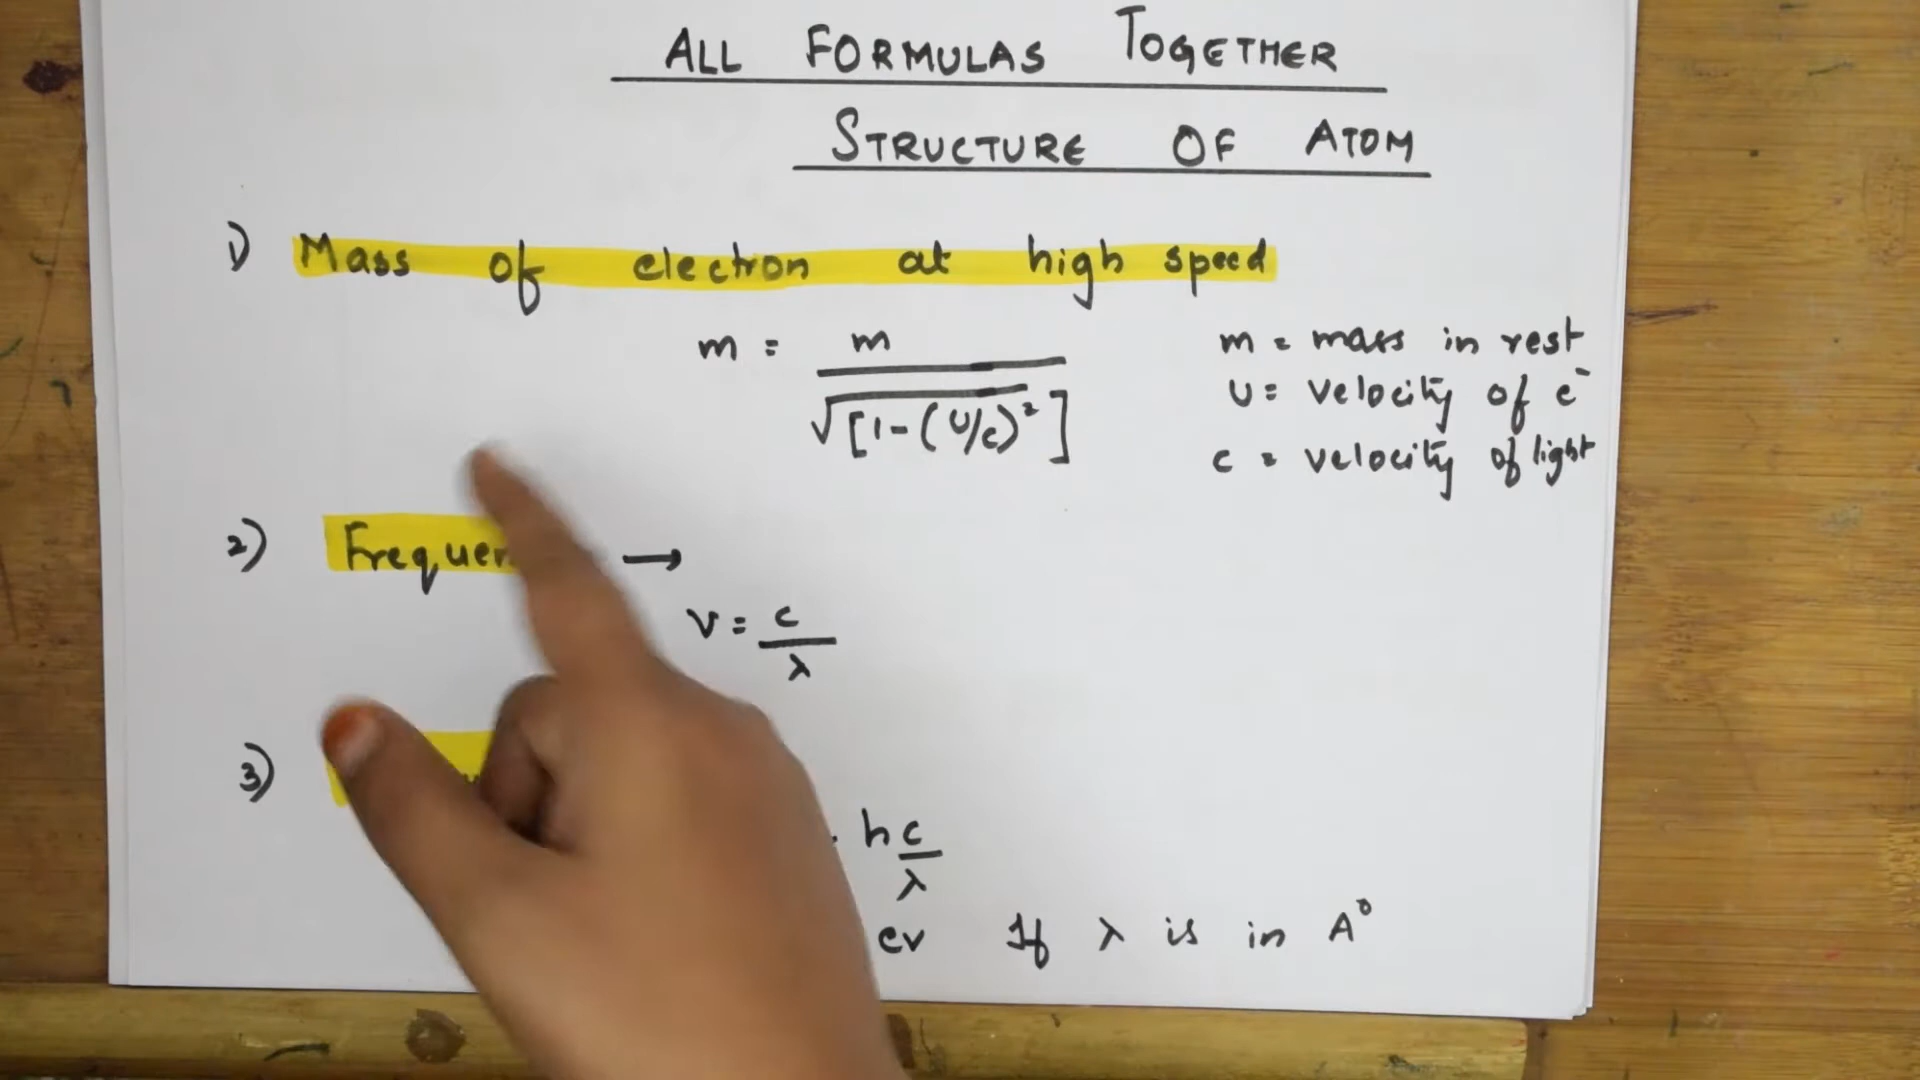 ALL FORMULAS TOGETHER
STRUCTURE OF ATOM
1) Mass of electron at high speed
m = m / √[1-(v/c)²]
m = mass in rest
v = velocity of e⁻
c = velocity of light
2) →
ν = c/λ
3)
hc/λ
ev If λ is in A°